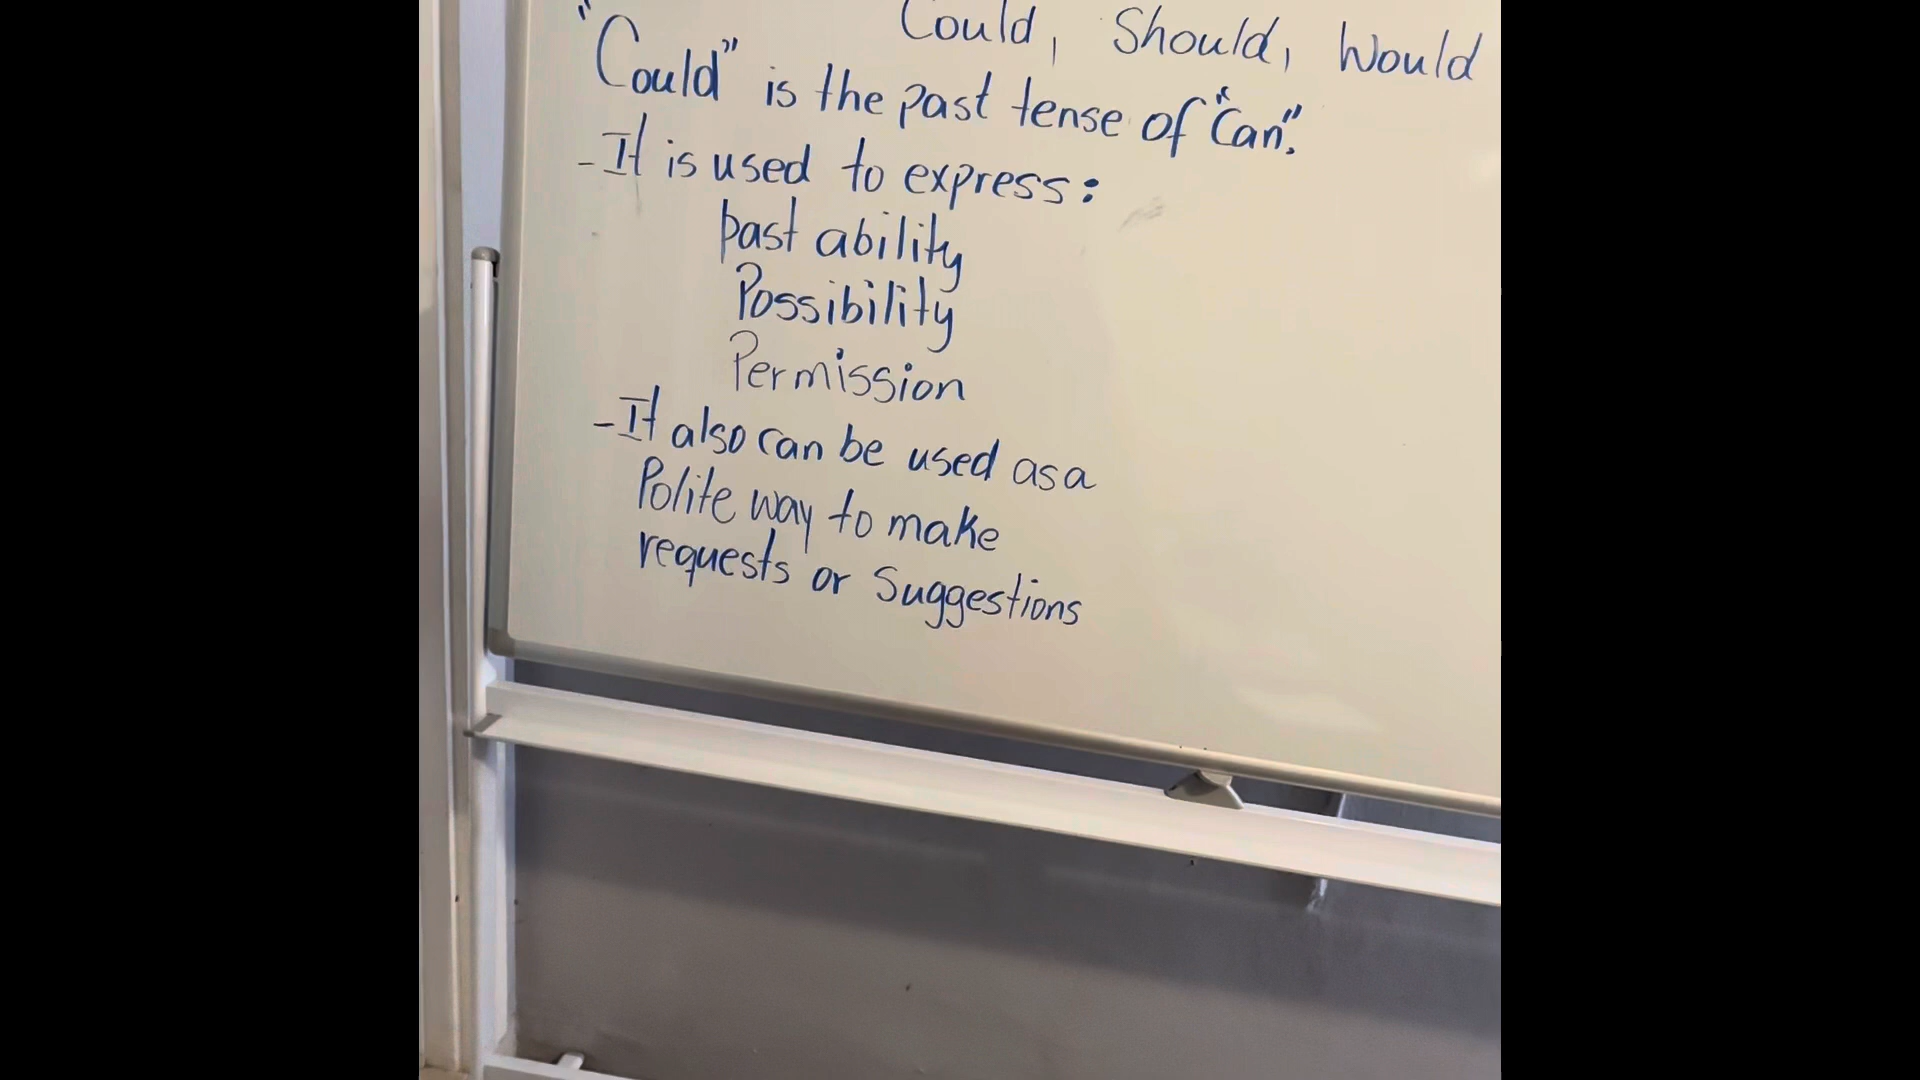 Could, Should, Would
"Could" is the past tense of "Can".
- It is used to express:
past ability
Possibility
Permission
- It also can be used as a
Polite way to make
requests or Suggestions